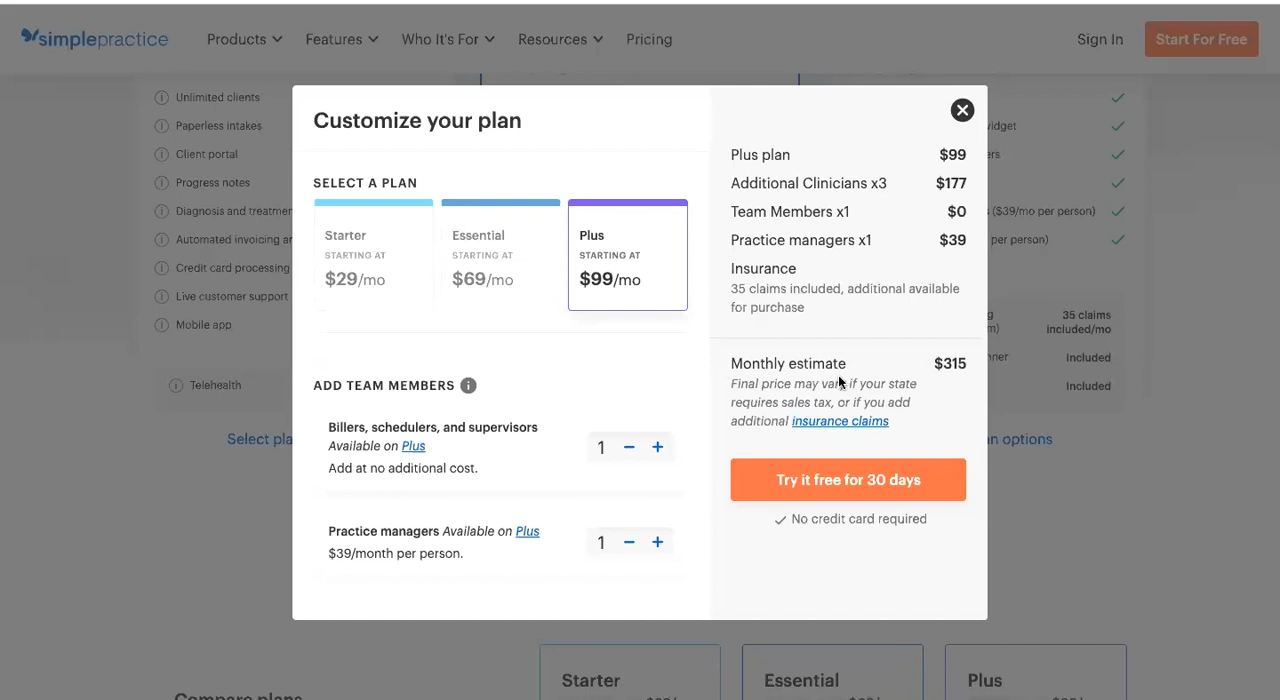 simplepractice
Products
Features
Who It's For
Resources
Pricing
Sign In
Start For Free
Unlimited clients
Paperless intakes
Client portal
Progress notes
Diagnosis and
Automated invoicing
Credit card processing
Live customer support
Mobile app
Telehealth
Customize your plan
SELECT A PLAN
Starter
STARTING AT
$29/mo
Essential
STARTING AT
$69/mo
Plus
STARTING AT
$99/mo
ADD TEAM MEMBERS
Billers, schedulers, and supervisors
Available on Plus
Add at no additional cost.
1 − +
Practice managers Available on Plus
$39/month per person.
1 − +
Plus plan $99
Additional Clinicians x3 $177
Team Members x1 $0
Practice managers x1 $39
Insurance
35 claims included, additional available
for purchase
Monthly estimate $315
Final price may vary if your state
requires sales tax, or if you add
additional insurance claims
Try it free for 30 days
No credit card required
($39/mo per person)
per person)
35 claims
included/mo
Included
Included
Select
options
Compare plans
Starter
Essential
Plus